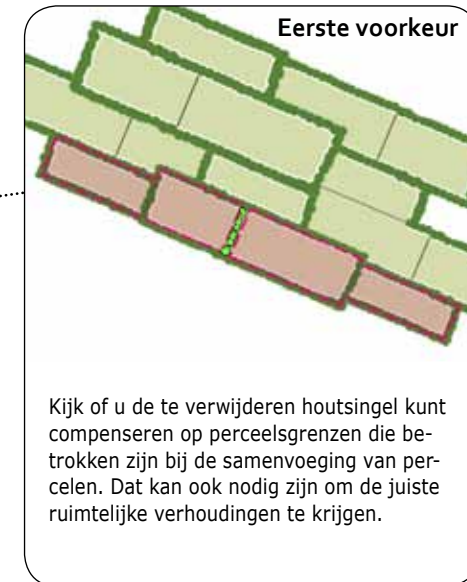 Eerste voorkeur
Kijk of u de te verwijderen houtsingel kunt
compenseren op perceelsgrenzen die be-
trokken zijn bij de samenvoeging van per-
celen. Dat kan ook nodig zijn om de juiste
ruimtelijke verhoudingen te krijgen.